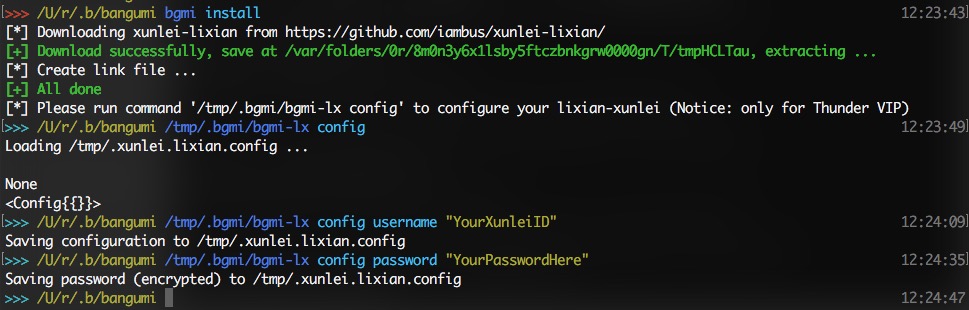 >>> /U/r/.b/bangumi bgmi install 12:23:43
[*] Downloading xunlei-lixian from https://github.com/iambus/xunlei-lixian/
[+] Download successfully, save at /var/folders/0r/8m0n3y6x1lsby5ftczbnkgrw0000gn/T/tmpHCLTau, extracting ...
[*] Create link file ...
[+] All done
[*] Please run command '/tmp/.bgmi/bgmi-lx config' to configure your lixian-xunlei (Notice: only for Thunder VIP)
>>> /U/r/.b/bangumi /tmp/.bgmi/bgmi-lx config 12:23:49
Loading /tmp/.xunlei.lixian.config ...
None
<Config{{}}>
>>> /U/r/.b/bangumi /tmp/.bgmi/bgmi-lx config username "YourXunleiID" 12:24:09
Saving configuration to /tmp/.xunlei.lixian.config
>>> /U/r/.b/bangumi /tmp/.bgmi/bgmi-lx config password "YourPasswordHere" 12:24:35
Saving password (encrypted) to /tmp/.xunlei.lixian.config
>>> /U/r/.b/bangumi 12:24:47